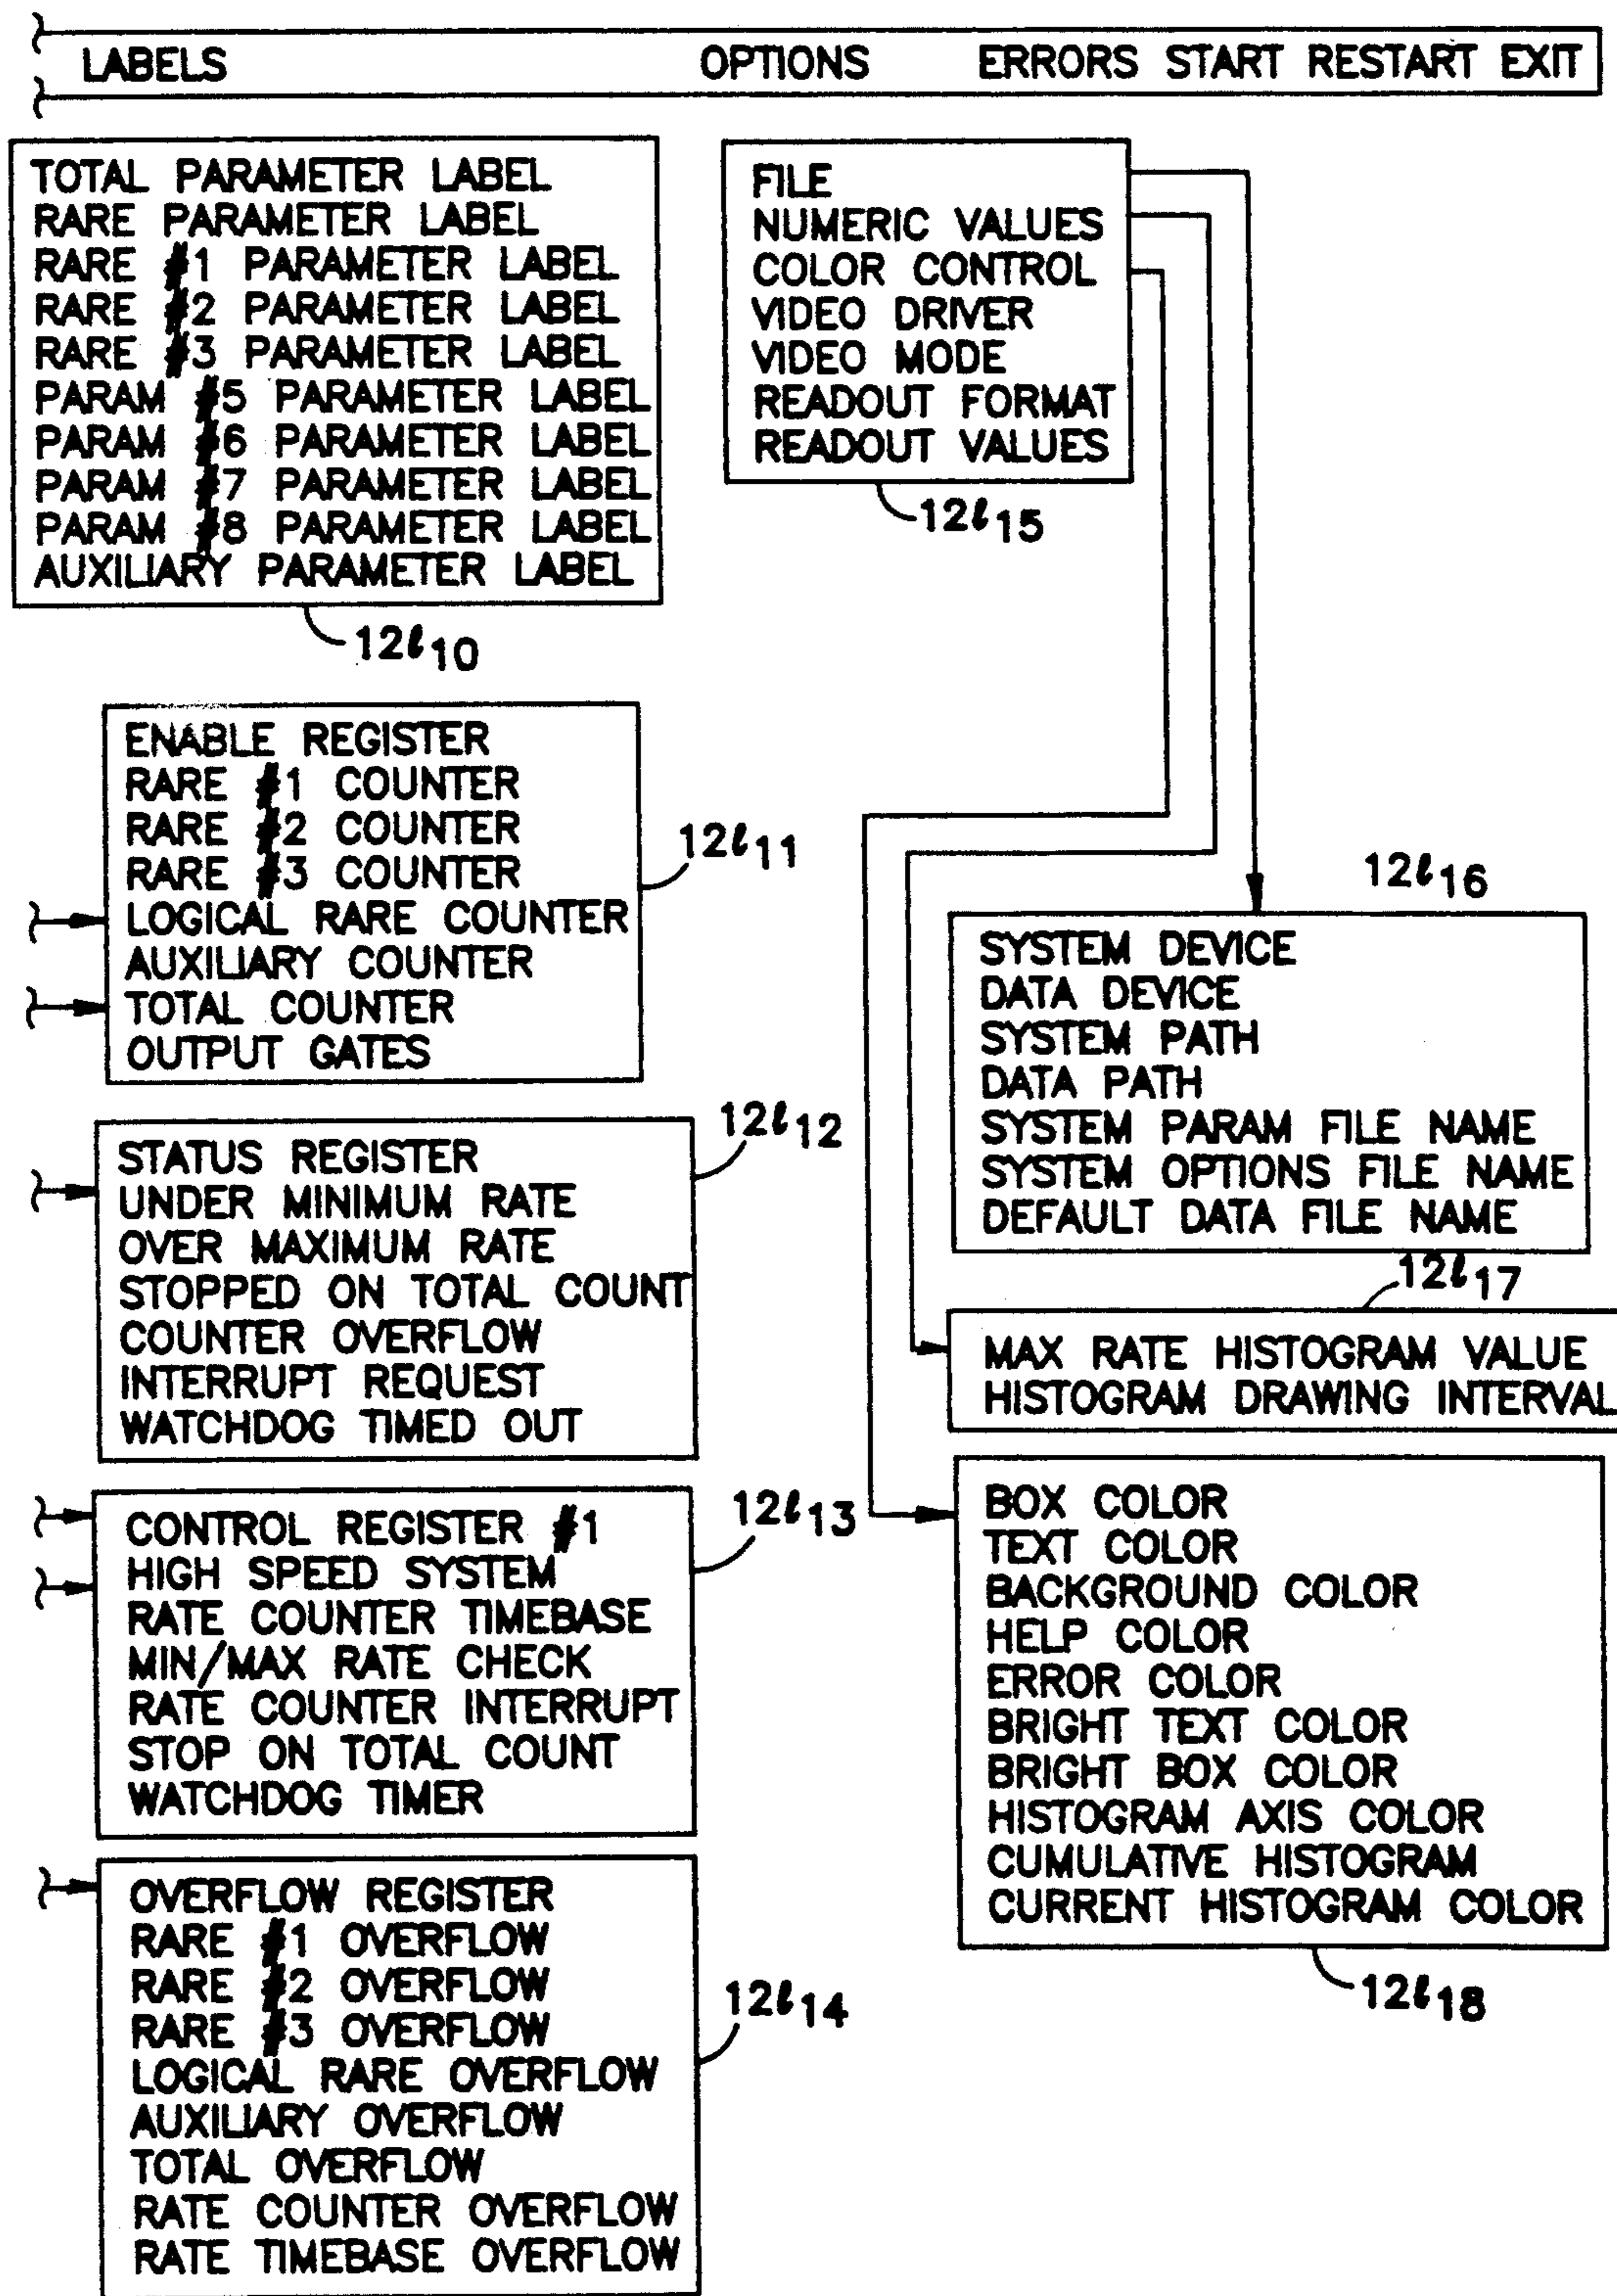 LABELS OPTIONS ERRORS START RESTART EXIT
TOTAL PARAMETER LABEL
RARE PARAMETER LABEL
RARE #1 PARAMETER LABEL
RARE #2 PARAMETER LABEL
RARE #3 PARAMETER LABEL
PARAM #5 PARAMETER LABEL
PARAM #6 PARAMETER LABEL
PARAM #7 PARAMETER LABEL
PARAM #8 PARAMETER LABEL
AUXILIARY PARAMETER LABEL
12ℓ10
ENABLE REGISTER
RARE #1 COUNTER
RARE #2 COUNTER
RARE #3 COUNTER
LOGICAL RARE COUNTER
AUXILIARY COUNTER
TOTAL COUNTER
OUTPUT GATES
12ℓ11
STATUS REGISTER
UNDER MINIMUM RATE
OVER MAXIMUM RATE
STOPPED ON TOTAL COUNT
COUNTER OVERFLOW
INTERRUPT REQUEST
WATCHDOG TIMED OUT
12ℓ12
CONTROL REGISTER #1
HIGH SPEED SYSTEM
RATE COUNTER TIMEBASE
MIN/MAX RATE CHECK
RATE COUNTER INTERRUPT
STOP ON TOTAL COUNT
WATCHDOG TIMER
12ℓ13
OVERFLOW REGISTER
RARE #1 OVERFLOW
RARE #2 OVERFLOW
RARE #3 OVERFLOW
LOGICAL RARE OVERFLOW
AUXILIARY OVERFLOW
TOTAL OVERFLOW
RATE COUNTER OVERFLOW
RATE TIMEBASE OVERFLOW
12ℓ14
FILE
NUMERIC VALUES
COLOR CONTROL
VIDEO DRIVER
VIDEO MODE
READOUT FORMAT
READOUT VALUES
12ℓ15
12ℓ16
SYSTEM DEVICE
DATA DEVICE
SYSTEM PATH
DATA PATH
SYSTEM PARAM FILE NAME
SYSTEM OPTIONS FILE NAME
DEFAULT DATA FILE NAME
12ℓ17
MAX RATE HISTOGRAM VALUE
HISTOGRAM DRAWING INTERVAL
BOX COLOR
TEXT COLOR
BACKGROUND COLOR
HELP COLOR
ERROR COLOR
BRIGHT TEXT COLOR
BRIGHT BOX COLOR
HISTOGRAM AXIS COLOR
CUMULATIVE HISTOGRAM
CURRENT HISTOGRAM COLOR
12ℓ18